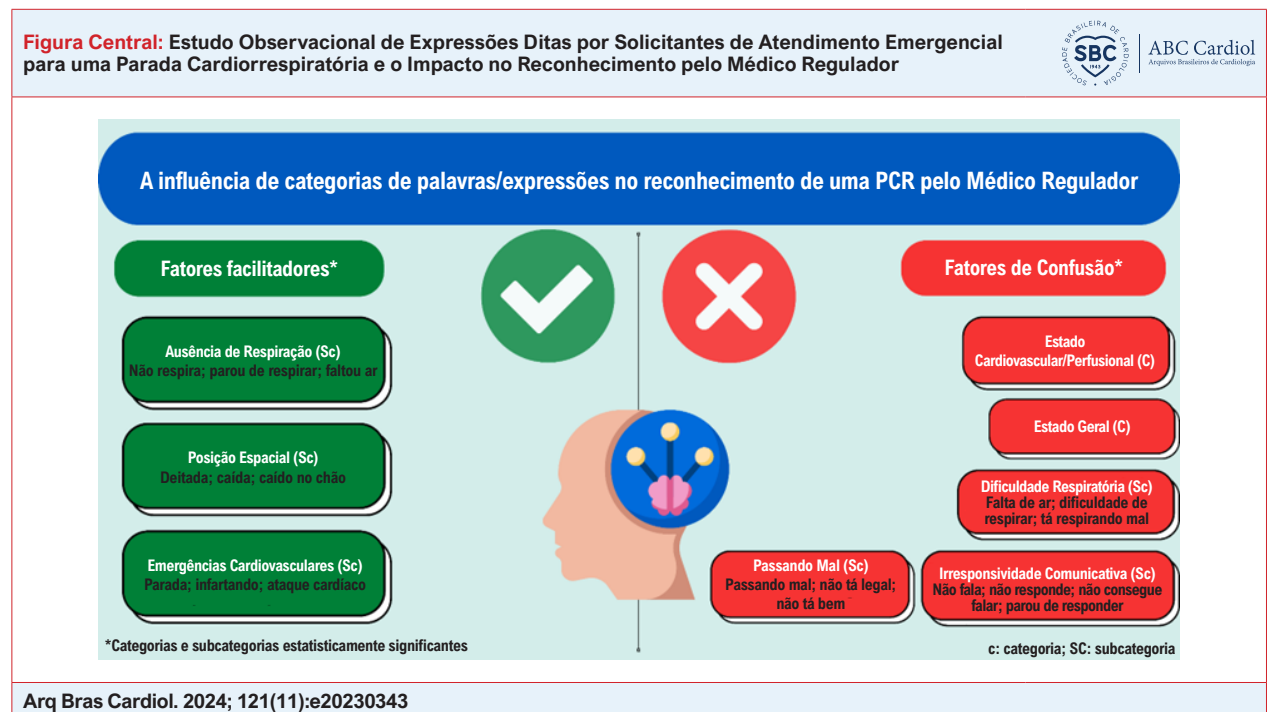 Figura Central: Estudo Observacional de Expressões Ditas por Solicitantes de Atendimento Emergencial
para uma Parada Cardiorrespiratória e o Impacto no Reconhecimento pelo Médico Regulador
SOCIEDADE BRASILEIRA DE CARDIOLOGIA
SBC
1943
ABC Cardiol
Arquivos Brasileiros de Cardiologia
A influência de categorias de palavras/expressões no reconhecimento de uma PCR pelo Médico Regulador
Fatores facilitadores*
Ausência de Respiração (Sc)
Não respira; parou de respirar; faltou ar
Posição Espacial (Sc)
Deitada; caída; caído no chão
Emergências Cardiovasculares (Sc)
Parada; infartando; ataque cardíaco
*Categorias e subcategorias estatisticamente significantes
Fatores de Confusão*
Estado
Cardiovascular/Perfusional (C)
Estado Geral (C)
Dificuldade Respiratória (Sc)
Falta de ar; dificuldade de
respirar; tá respirando mal
Passando Mal (Sc)
Passando mal; não tá legal;
não tá bem
Irresponsividade Comunicativa (Sc)
Não fala; não responde; não consegue
falar; parou de responder
c: categoria; SC: subcategoria
Arq Bras Cardiol. 2024; 121(11):e20230343